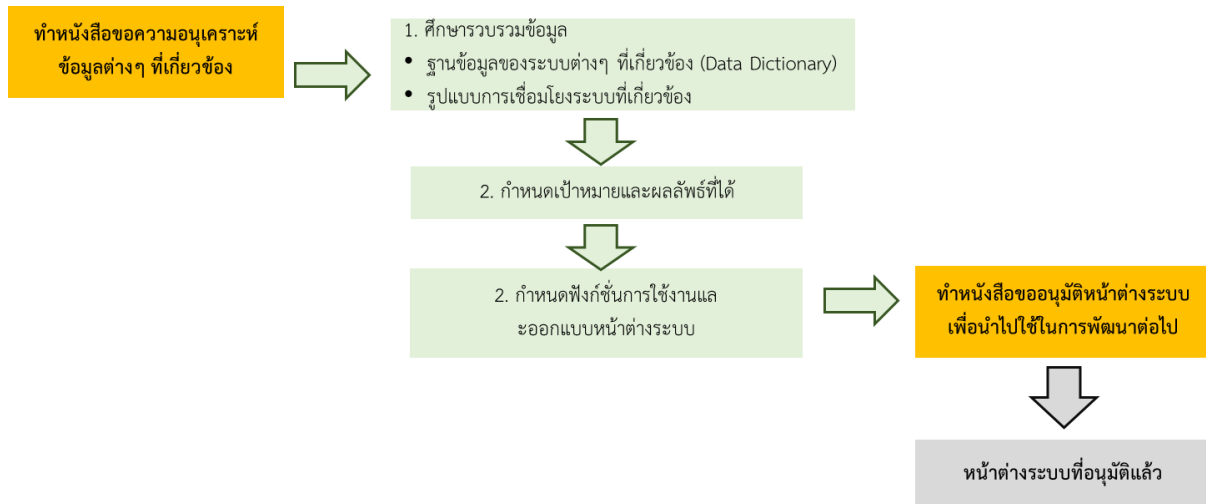 ทำหนังสือขอความอนุเคราะห์
ข้อมูลต่างๆ ที่เกี่ยวข้อง
1. ศึกษารวบรวมข้อมูล
• ฐานข้อมูลของระบบต่างๆ ที่เกี่ยวข้อง (Data Dictionary)
• รูปแบบการเชื่อมโยงระบบที่เกี่ยวข้อง
2. กำหนดเป้าหมายและผลลัพธ์ที่ได้
2. กำหนดฟังก์ชั่นการใช้งานแล
ะออกแบบหน้าต่างระบบ
ทำหนังสือขออนุมัติหน้าต่างระบบ
เพื่อนำไปใช้ในการพัฒนาต่อไป
หน้าต่างระบบที่อนุมัติแล้ว